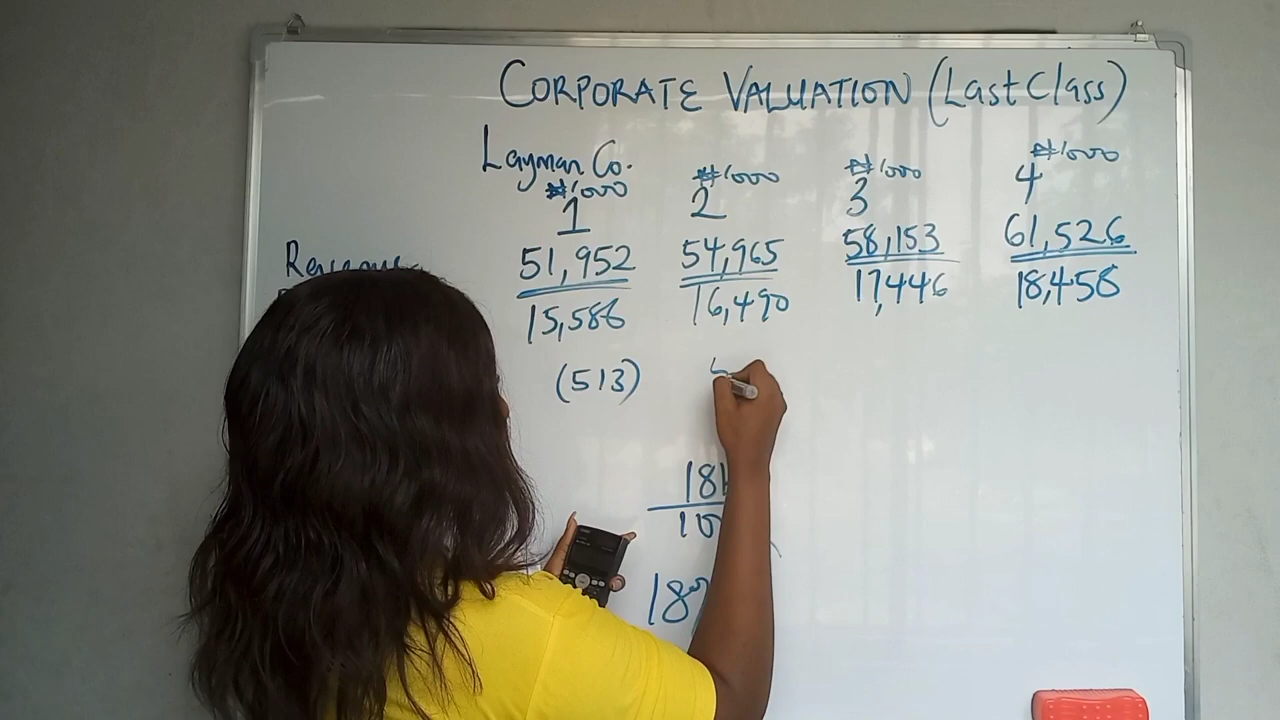 CORPORATE VALUATION (Last Class)
Layman Co.
₦'000 ₦'000 ₦'000 ₦'000
1 2 3 4
Revenue 51,952 54,965 58,153 61,526
15,586 16,490 17,446 18,458
(513)